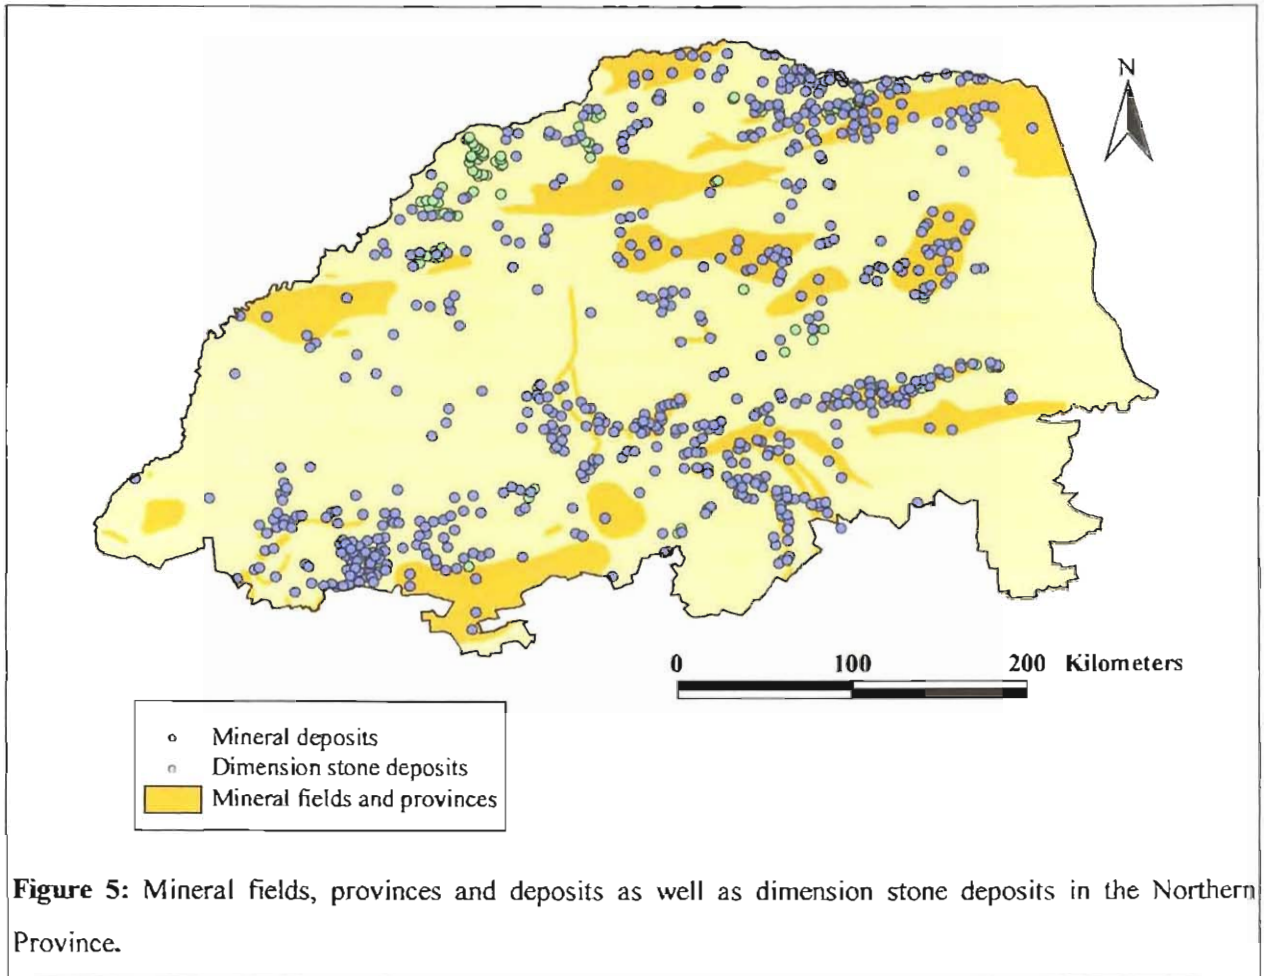 N
0 100 200 Kilometers
Mineral deposits
Dimension stone deposits
Mineral fields and provinces
Figure 5: Mineral fields, provinces and deposits as well as dimension stone deposits in the Northern
Province.